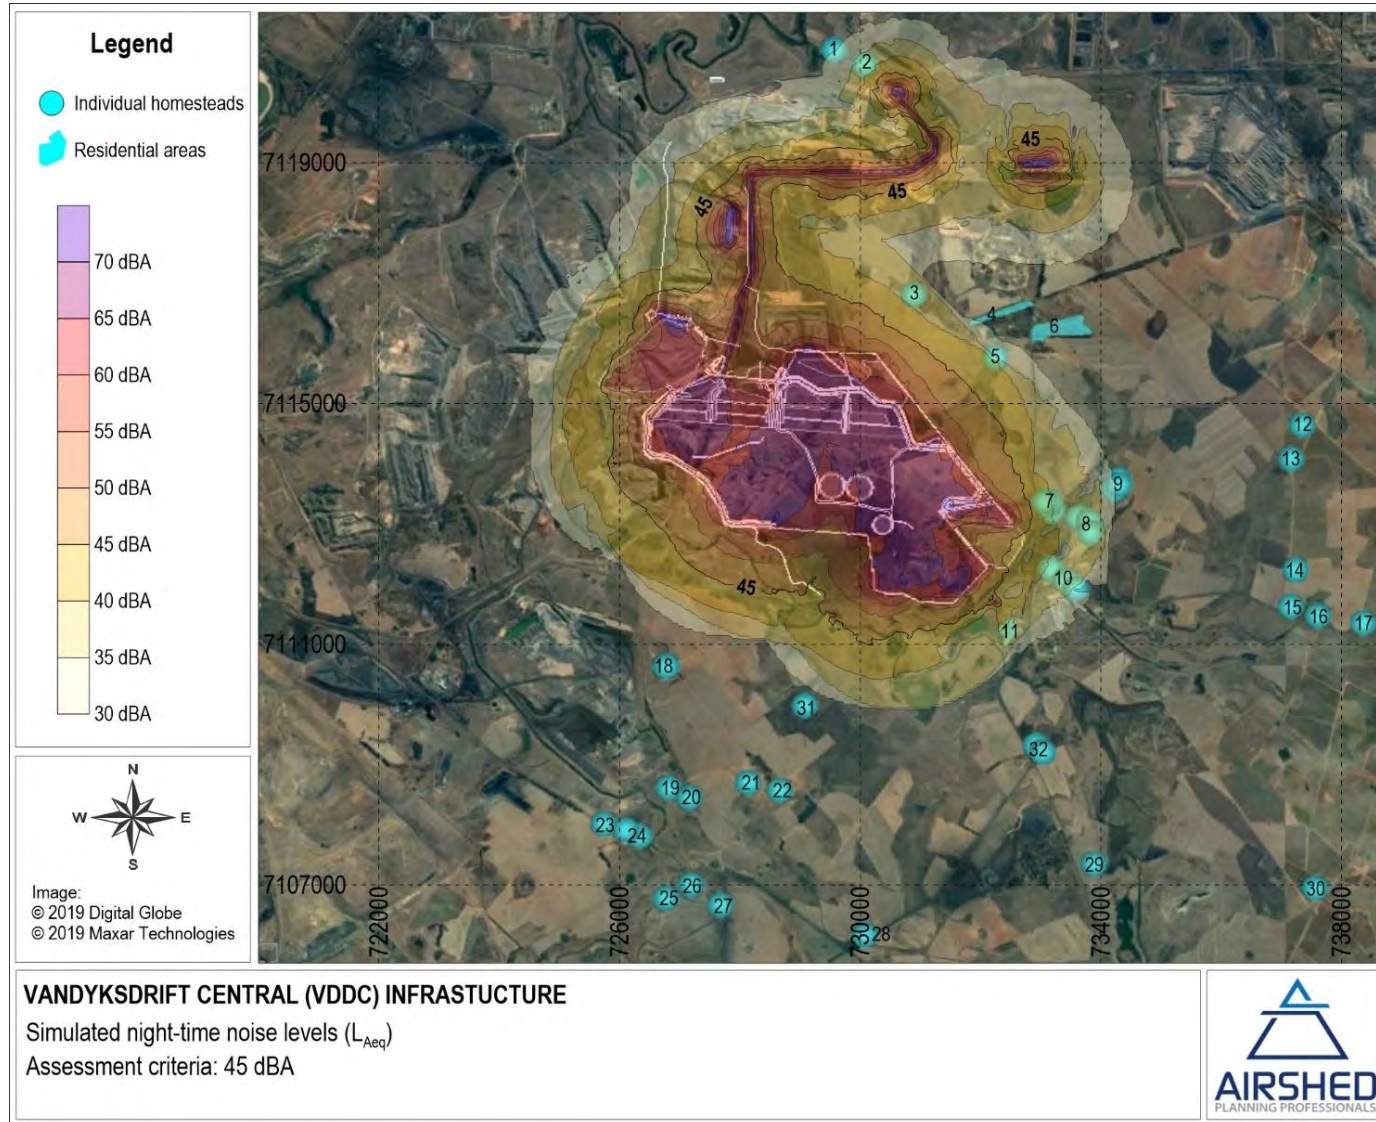 Legend
Individual homesteads
Residential areas
70 dBA
65 dBA
60 dBA
55 dBA
50 dBA
45 dBA
40 dBA
35 dBA
30 dBA
N
W E
S
Image:
© 2019 Digital Globe
© 2019 Maxar Technologies
1
2
45
7119000
45
45
3
4
6
5
7115000
12
13
9
7
8
14
10
45
15
16
17
11
7111000
18
31
32
19
20
21
22
23
24
29
7107000
25
26
27
30
28
722000
726000
730000
734000
738000
VANDYKSDRIFT CENTRAL (VDDC) INFRASTUCTURE
Simulated night-time noise levels (LAeq)
Assessment criteria: 45 dBA
AIRSHED
PLANNING PROFESSIONALS